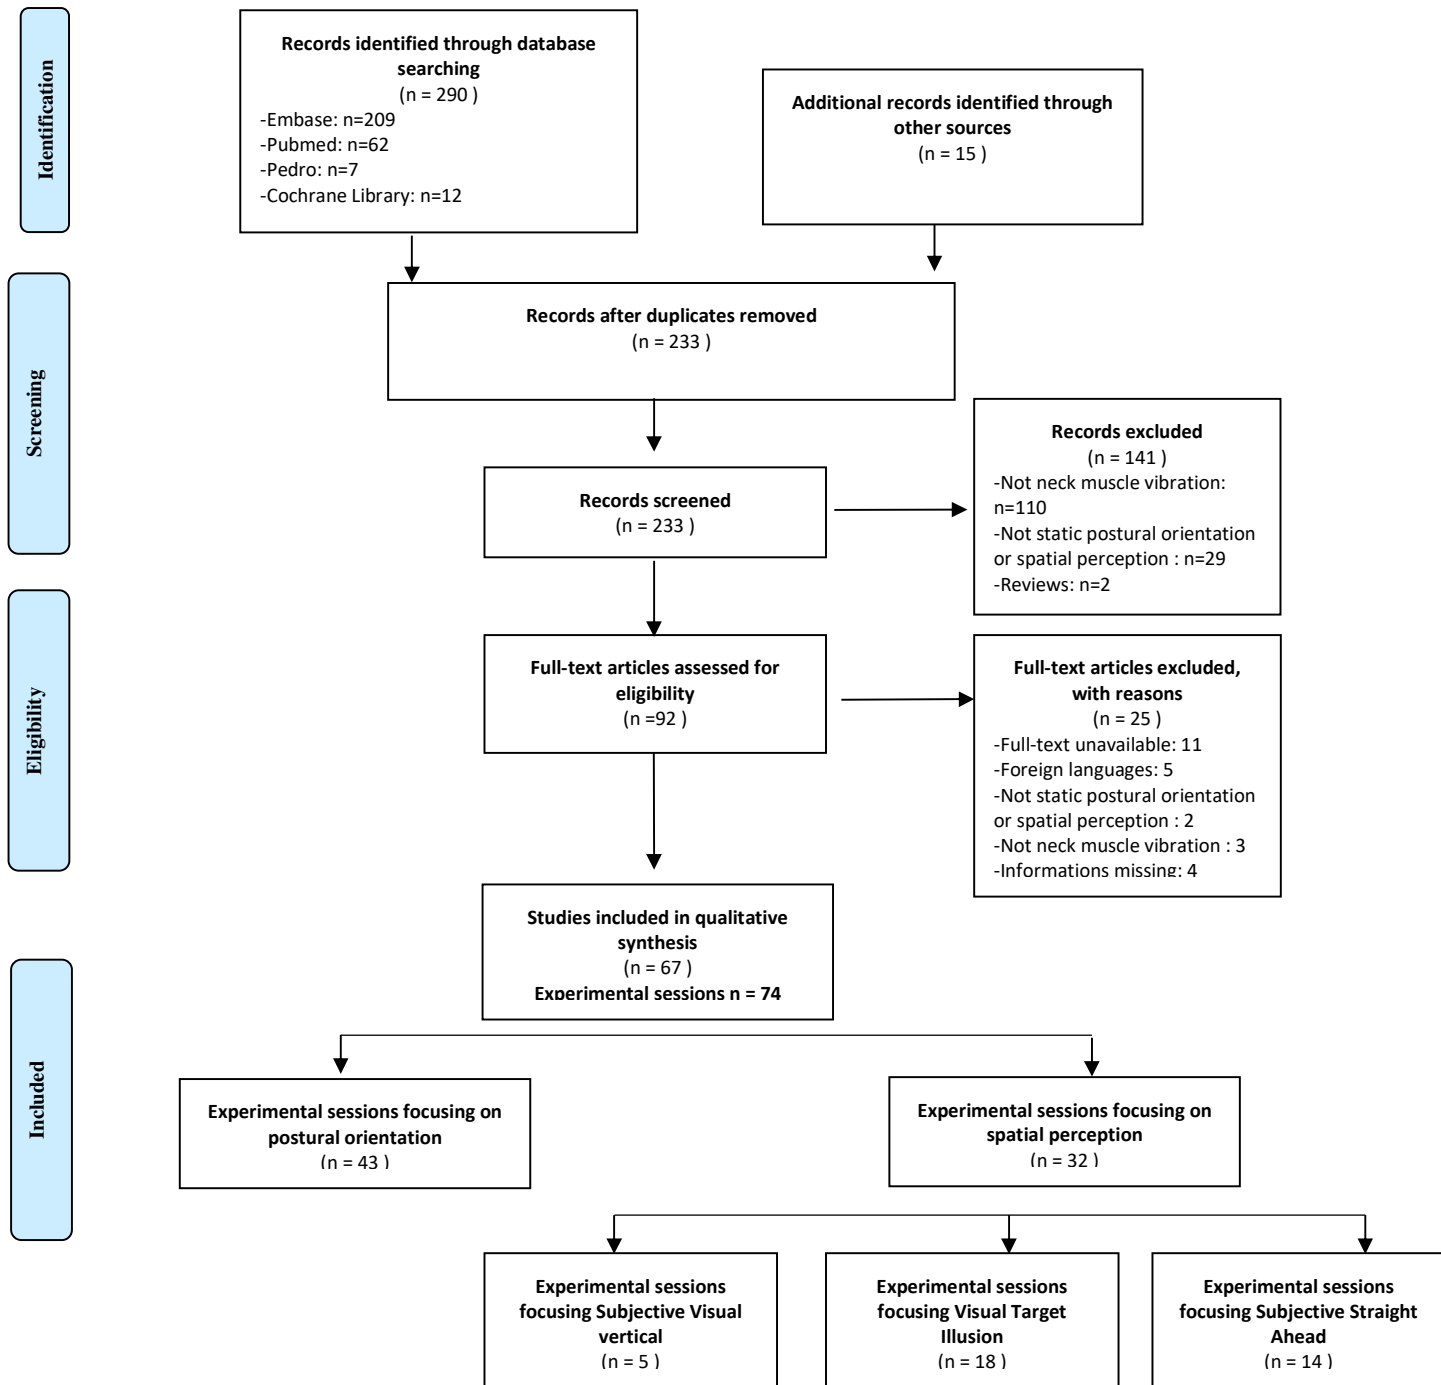 Identification
Records identified through database
searching
(n = 290 )
-Embase: n=209
-Pubmed: n=62
-Pedro: n=7
-Cochrane Library: n=12
Additional records identified through
other sources
(n = 15 )
Screening
Records after duplicates removed
(n = 233 )
Records screened
(n = 233 )
Records excluded
(n = 141 )
-Not neck muscle vibration:
n=110
-Not static postural orientation
or spatial perception : n=29
-Reviews: n=2
Eligibility
Full-text articles assessed for
eligibility
(n =92 )
Full-text articles excluded,
with reasons
(n = 25 )
-Full-text unavailable: 11
-Foreign languages: 5
-Not static postural orientation
or spatial perception : 2
-Not neck muscle vibration : 3
-Informations missing: 4
Studies included in qualitative
synthesis
(n = 67 )
Experimental sessions n = 74
Included
Experimental sessions focusing on
postural orientation
(n = 43 )
Experimental sessions focusing on
spatial perception
(n = 32 )
Experimental sessions
focusing Subjective Visual
vertical
(n = 5 )
Experimental sessions
focusing Visual Target
Illusion
(n = 18 )
Experimental sessions
focusing Subjective Straight
Ahead
(n = 14 )